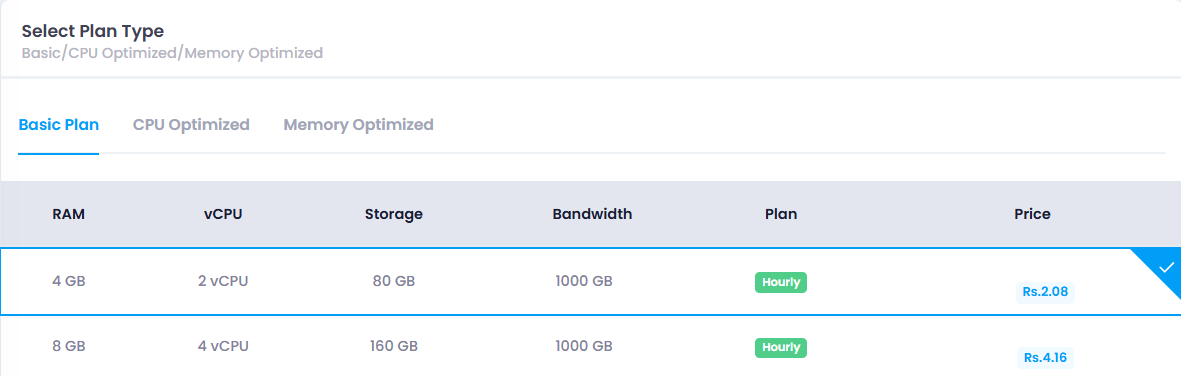 Select Plan Type
Basic/CPU Optimized/Memory Optimized
Basic Plan CPU Optimized Memory Optimized
RAM vCPU Storage Bandwidth Plan Price
4 GB 2 vCPU 80 GB 1000 GB Hourly Rs.2.08
8 GB 4 vCPU 160 GB 1000 GB Hourly Rs.4.16